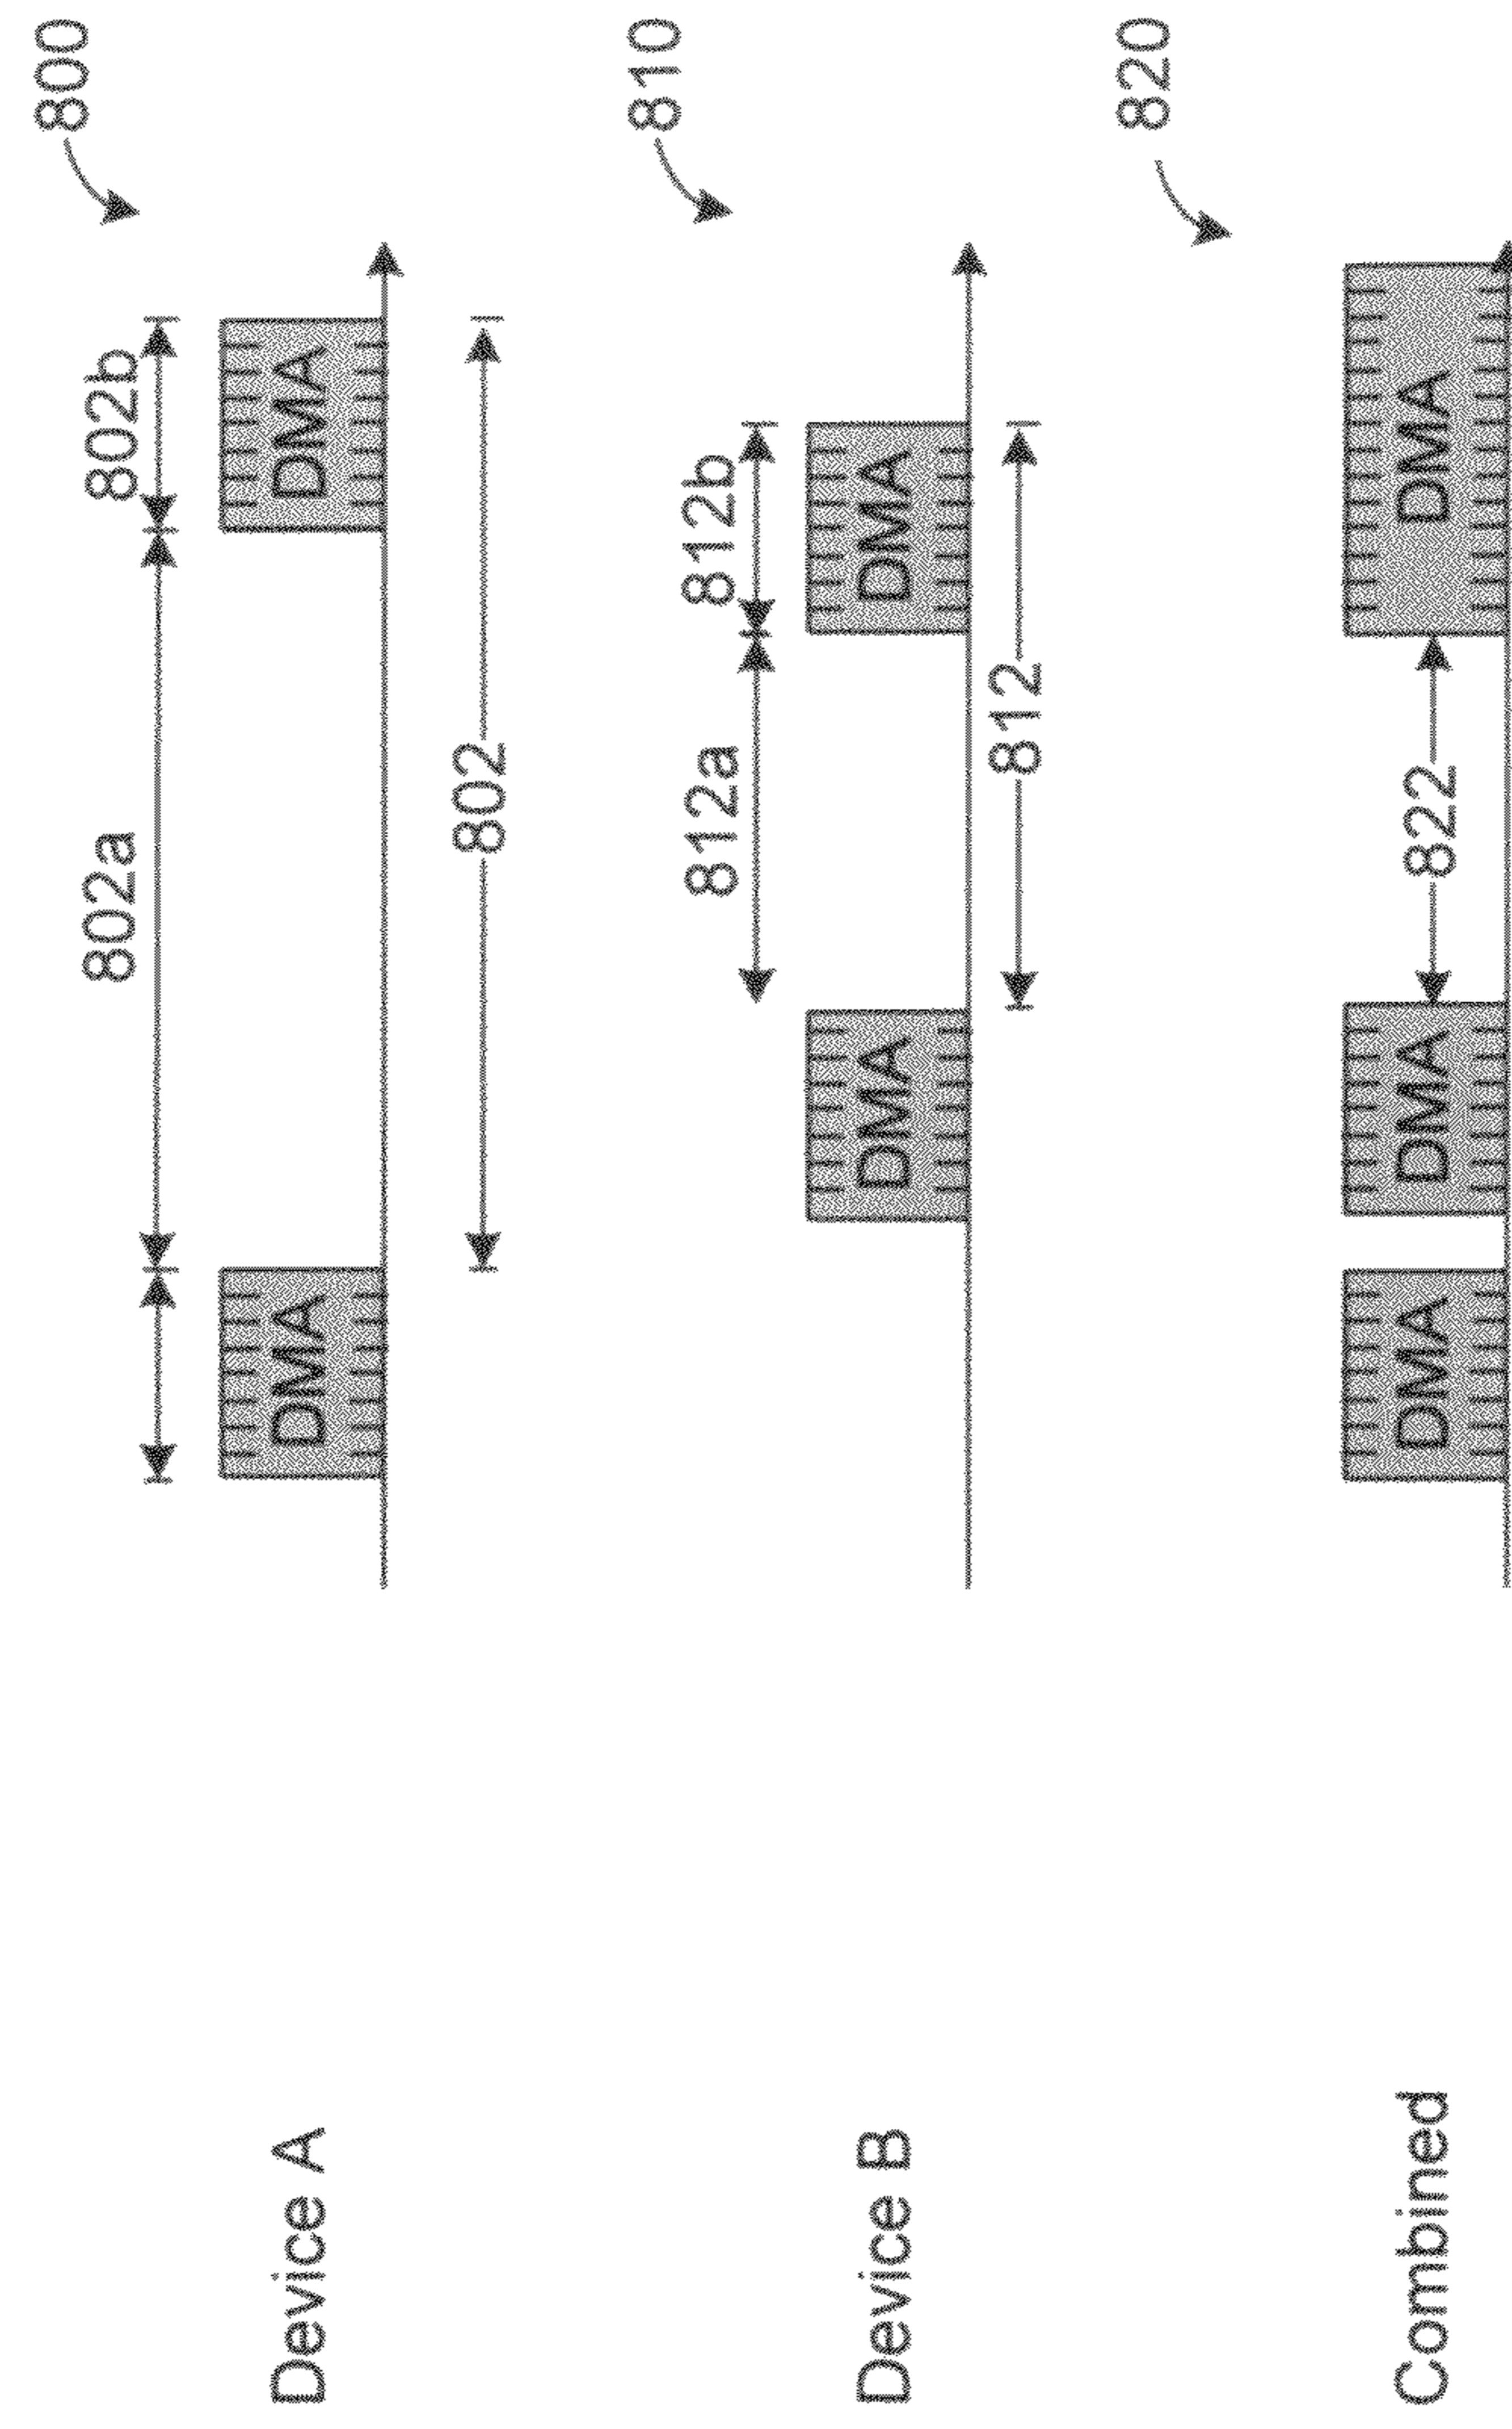 800
802a
802b
Device A
DMA
DMA
802
810
812a
812b
Device B
DMA
DMA
812
820
Combined
DMA
DMA
822
DMA